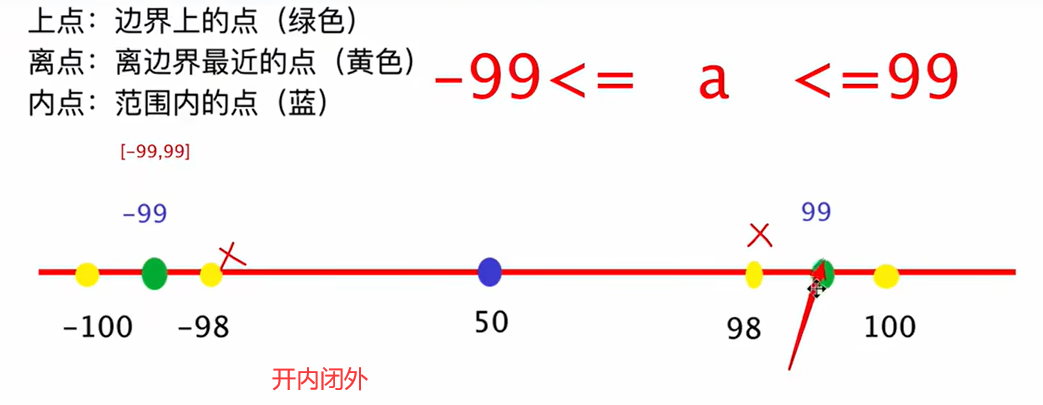 上点：边界上的点（绿色）
离点：离边界最近的点（黄色）
内点：范围内的点（蓝）
-99<= a <=99
[-99,99]
-99 99
-100 -98 50 98 100
开内闭外